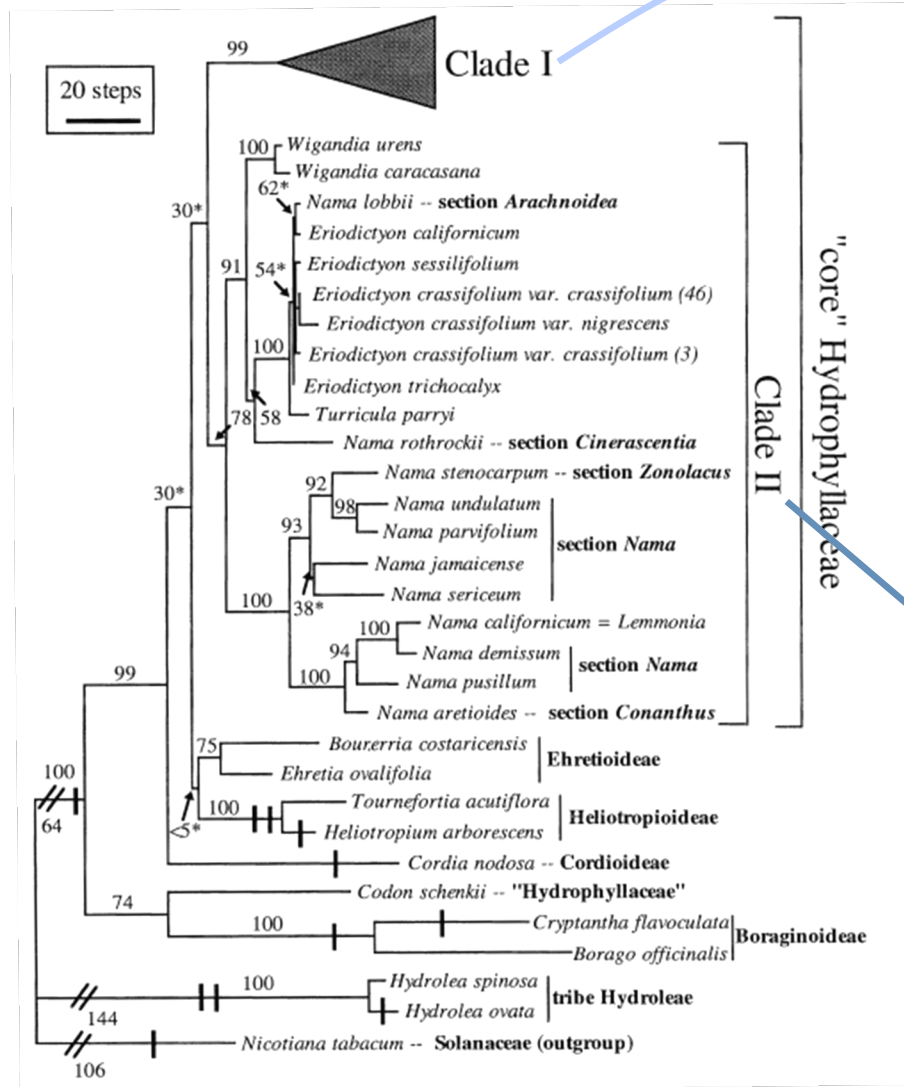 99
Clade I
20 steps
100
Wigandia urens
Wigandia caracasana
62*
Nama lobbii -- section Arachnoidea
30*
Eriodictyon californicum
91
54*
Eriodictyon sessilifolium
Eriodictyon crassifolium var. crassifolium (46)
Eriodictyon crassifolium var. nigrescens
100
Eriodictyon crassifolium var. crassifolium (3)
Eriodictyon trichocalyx
78
58
Turricula parryi
Nama rothrockii -- section Cinerascentia
Nama stenocarpum -- section Zonolacus
92
30*
98
Nama undulatum
93
Nama parvifolium
section Nama
Nama jamaicense
100
38*
Nama sericeum
100
Nama californicum = Lemmonia
94
Nama demissum
section Nama
99
100
Nama pusillum
Nama aretioides -- section Conanthus
Clade II
"core" Hydrophyllaceae
75
Bourerria costaricensis
Ehretioideae
100
Ehretia ovalifolia
64
<5*
100
Tournefortia acutiflora
Heliotropioideae
Heliotropium arborescens
Cordia nodosa -- Cordioideae
74
Codon schenkii -- "Hydrophyllaceae"
100
Cryptantha flavoculata
Boraginoideae
Borago officinalis
100
Hydrolea spinosa
tribe Hydroleae
144
Hydrolea ovata
Nicotiana tabacum -- Solanaceae (outgroup)
106